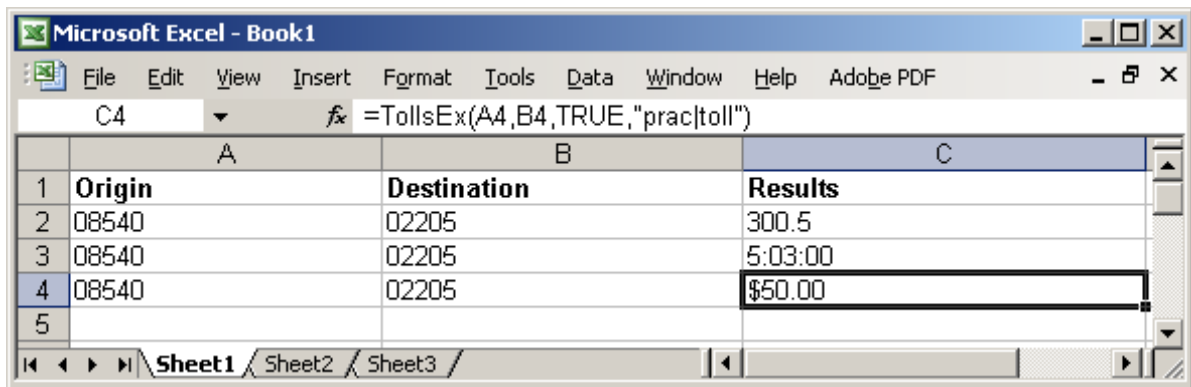 Microsoft Excel - Book1
File Edit View Insert Format Tools Data Window Help Adobe PDF
C4 fx =TollsEx(A4,B4,TRUE,"prac|toll")
A B C
1 Origin Destination Results
2 08540 02205 300.5
3 08540 02205 5:03:00
4 08540 02205 $50.00
5
Sheet1 Sheet2 Sheet3